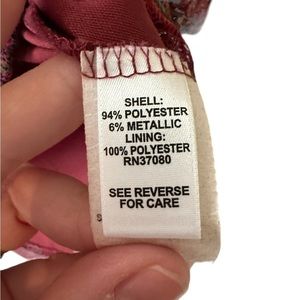 SHELL:
94% POLYESTER
6% METALLIC
LINING:
100% POLYESTER
RN37080
SEE REVERSE
FOR CARE